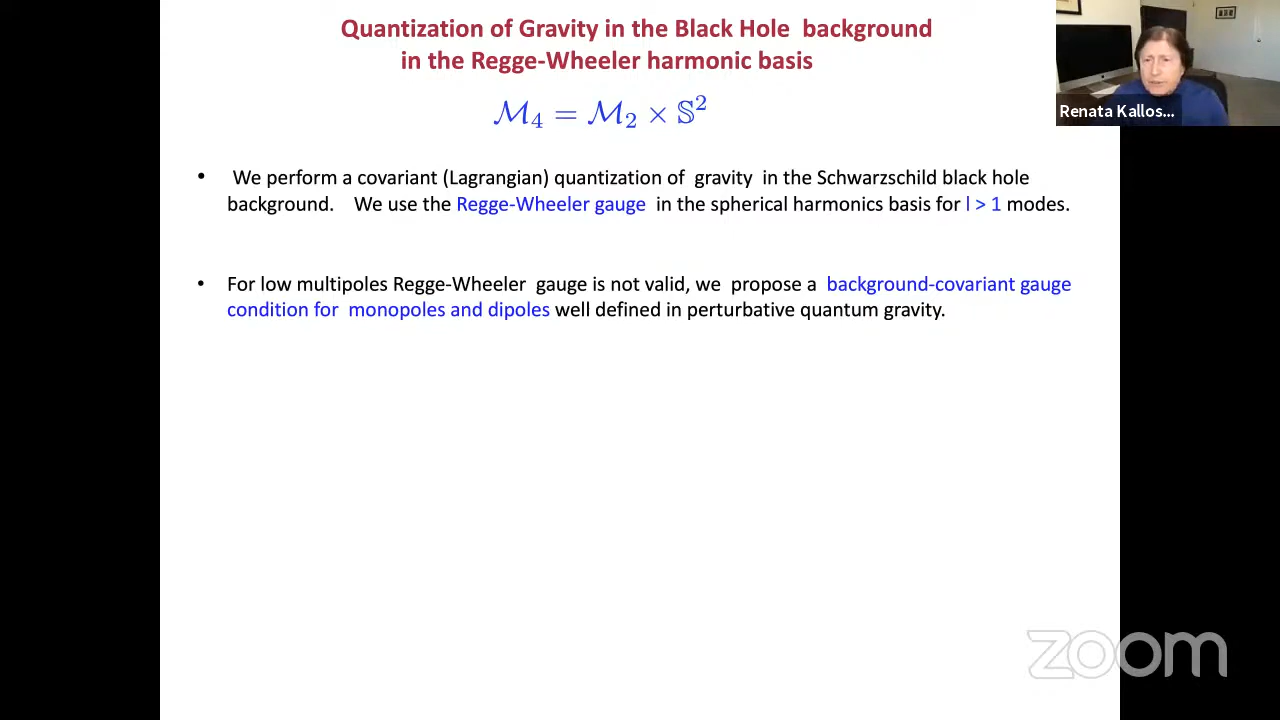 Quantization of Gravity in the Black Hole background
in the Regge-Wheeler harmonic basis
ℳ₄ = ℳ₂ × 𝕊²
Renata Kallos...
• We perform a covariant (Lagrangian) quantization of gravity in the Schwarzschild black hole
background. We use the Regge-Wheeler gauge in the spherical harmonics basis for l > 1 modes.
• For low multipoles Regge-Wheeler gauge is not valid, we propose a background-covariant gauge
condition for monopoles and dipoles well defined in perturbative quantum gravity.
zoom